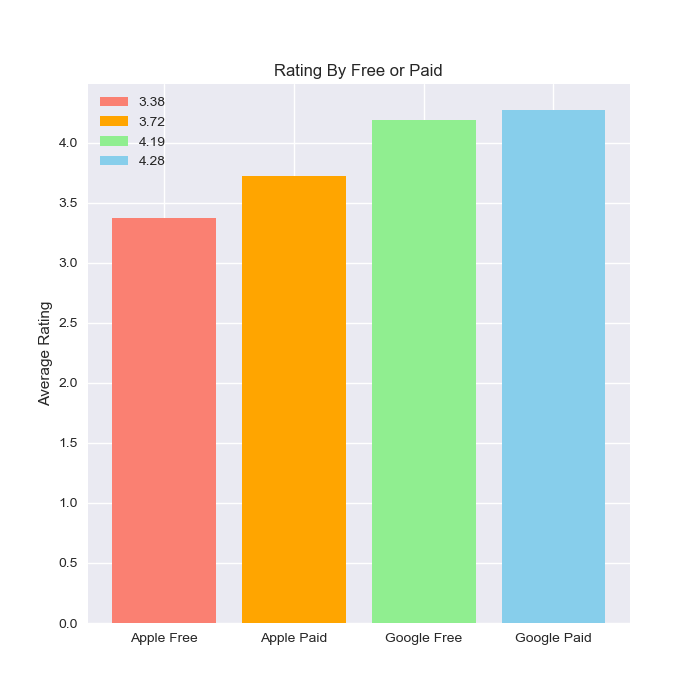 Rating By Free or Paid
3.38
3.72
4.19
4.28
4.0
3.5
3.0
2.5
2.0
1.5
1.0
0.5
0.0
Average Rating
Apple Free
Apple Paid
Google Free
Google Paid